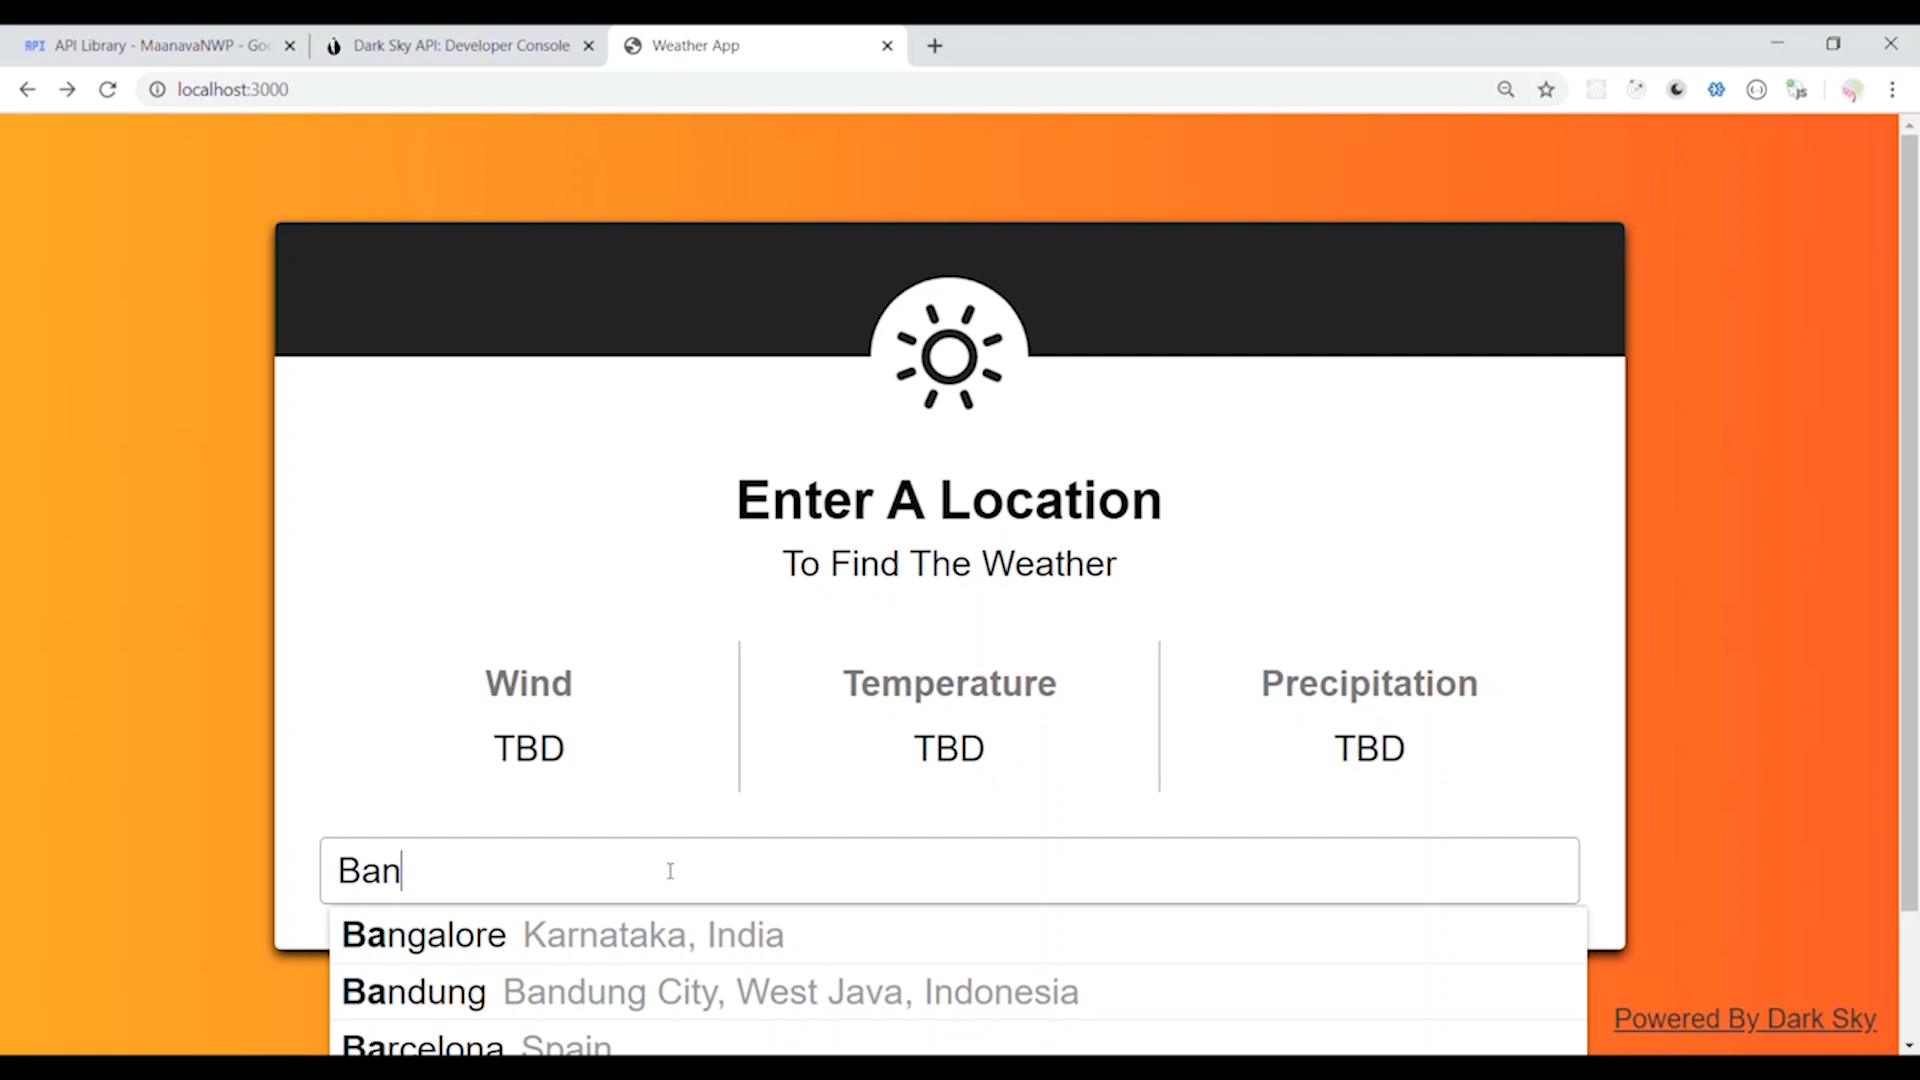 API API Library - MaanavaNWP - Goo
Dark Sky API: Developer Console
Weather App
localhost:3000
Enter A Location
To Find The Weather
Wind
Temperature
Precipitation
TBD
TBD
TBD
Ban
Bangalore Karnataka, India
Bandung Bandung City, West Java, Indonesia
Barcelona Spain
Powered By Dark Sky